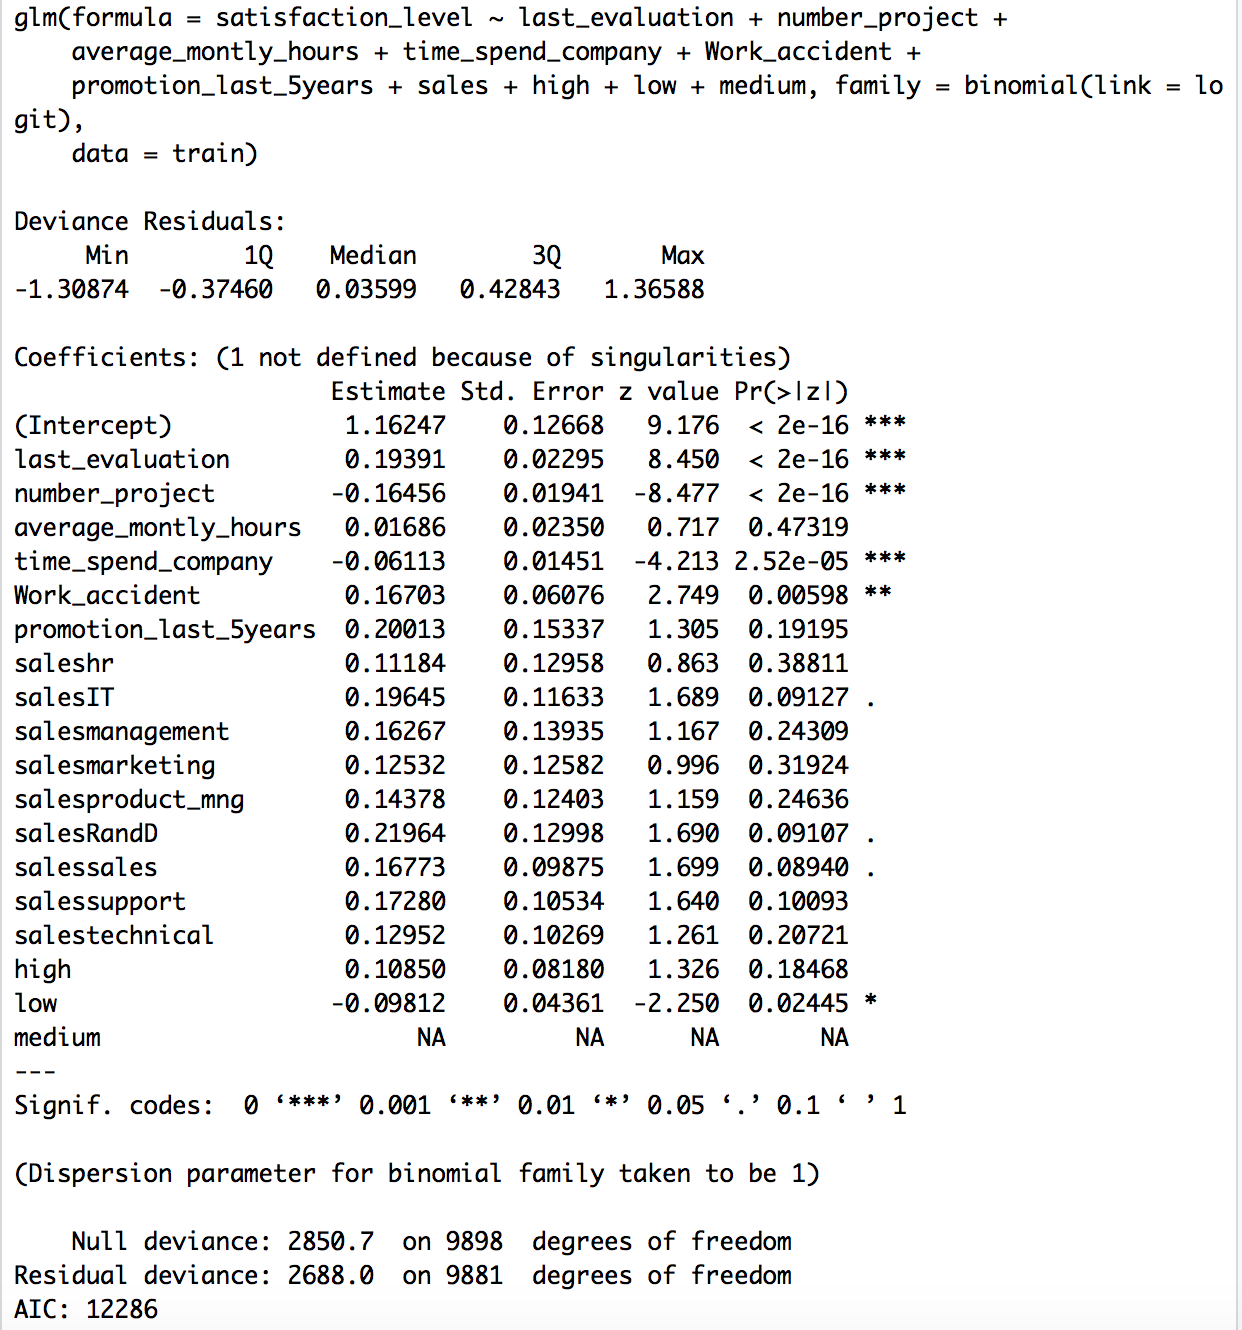 glm(formula = satisfaction_level ~ last_evaluation + number_project +
    average_montly_hours + time_spend_company + Work_accident +
    promotion_last_5years + sales + high + low + medium, family = binomial(link = lo
git),
    data = train)

Deviance Residuals:
     Min        1Q    Median        3Q       Max
-1.30874  -0.37460   0.03599   0.42843   1.36588

Coefficients: (1 not defined because of singularities)
                      Estimate Std. Error z value Pr(>|z|)
(Intercept)            1.16247    0.12668   9.176  < 2e-16 ***
last_evaluation        0.19391    0.02295   8.450  < 2e-16 ***
number_project        -0.16456    0.01941  -8.477  < 2e-16 ***
average_montly_hours   0.01686    0.02350   0.717  0.47319
time_spend_company    -0.06113    0.01451  -4.213 2.52e-05 ***
Work_accident          0.16703    0.06076   2.749  0.00598 **
promotion_last_5years  0.20013    0.15337   1.305  0.19195
saleshr                0.11184    0.12958   0.863  0.38811
salesIT                0.19645    0.11633   1.689  0.09127 .
salesmanagement        0.16267    0.13935   1.167  0.24309
salesmarketing         0.12532    0.12582   0.996  0.31924
salesproduct_mng       0.14378    0.12403   1.159  0.24636
salesRandD             0.21964    0.12998   1.690  0.09107 .
salessales             0.16773    0.09875   1.699  0.08940 .
salessupport           0.17280    0.10534   1.640  0.10093
salestechnical         0.12952    0.10269   1.261  0.20721
high                   0.10850    0.08180   1.326  0.18468
low                   -0.09812    0.04361  -2.250  0.02445 *
medium                      NA         NA      NA       NA
---
Signif. codes:  0 ‘***’ 0.001 ‘**’ 0.01 ‘*’ 0.05 ‘.’ 0.1 ‘ ’ 1

(Dispersion parameter for binomial family taken to be 1)

    Null deviance: 2850.7  on 9898  degrees of freedom
Residual deviance: 2688.0  on 9881  degrees of freedom
AIC: 12286